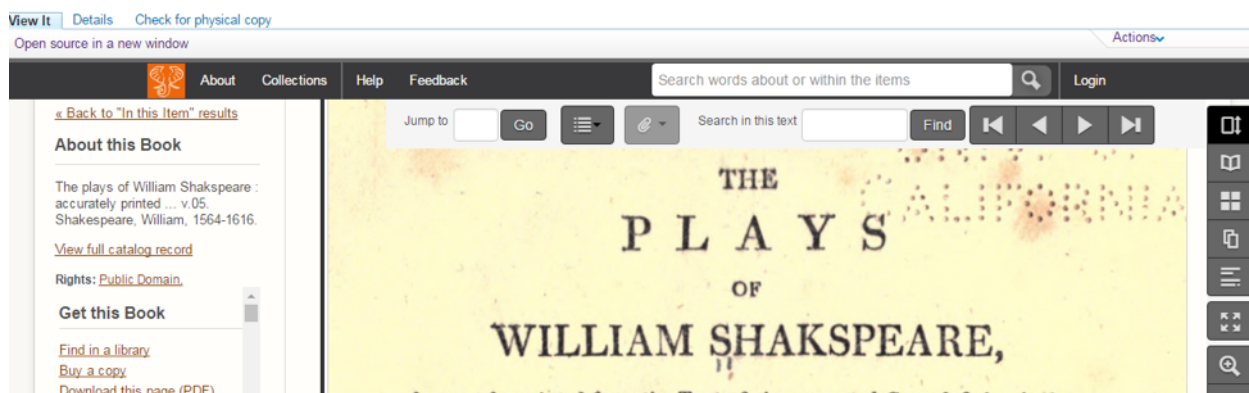 View It Details Check for physical copy
Open source in a new window
Actions
About Collections Help Feedback
Search words about or within the items
Login
« Back to "In this Item" results
About this Book
The plays of William Shakspeare :
accurately printed ... v.05.
Shakespeare, William, 1564-1616.
View full catalog record
Rights: Public Domain.
Get this Book
Find in a library
Buy a copy
Download this page (PDF)
Jump to
Go
Search in this text
Find
CALIFORNIA
THE
PLAYS
OF
WILLIAM SHAKSPEARE,